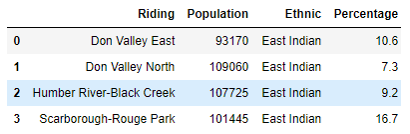 Riding Population Ethnic Percentage
0 Don Valley East 93170 East Indian 10.6
1 Don Valley North 109060 East Indian 7.3
2 Humber River-Black Creek 107725 East Indian 9.2
3 Scarborough-Rouge Park 101445 East Indian 16.7